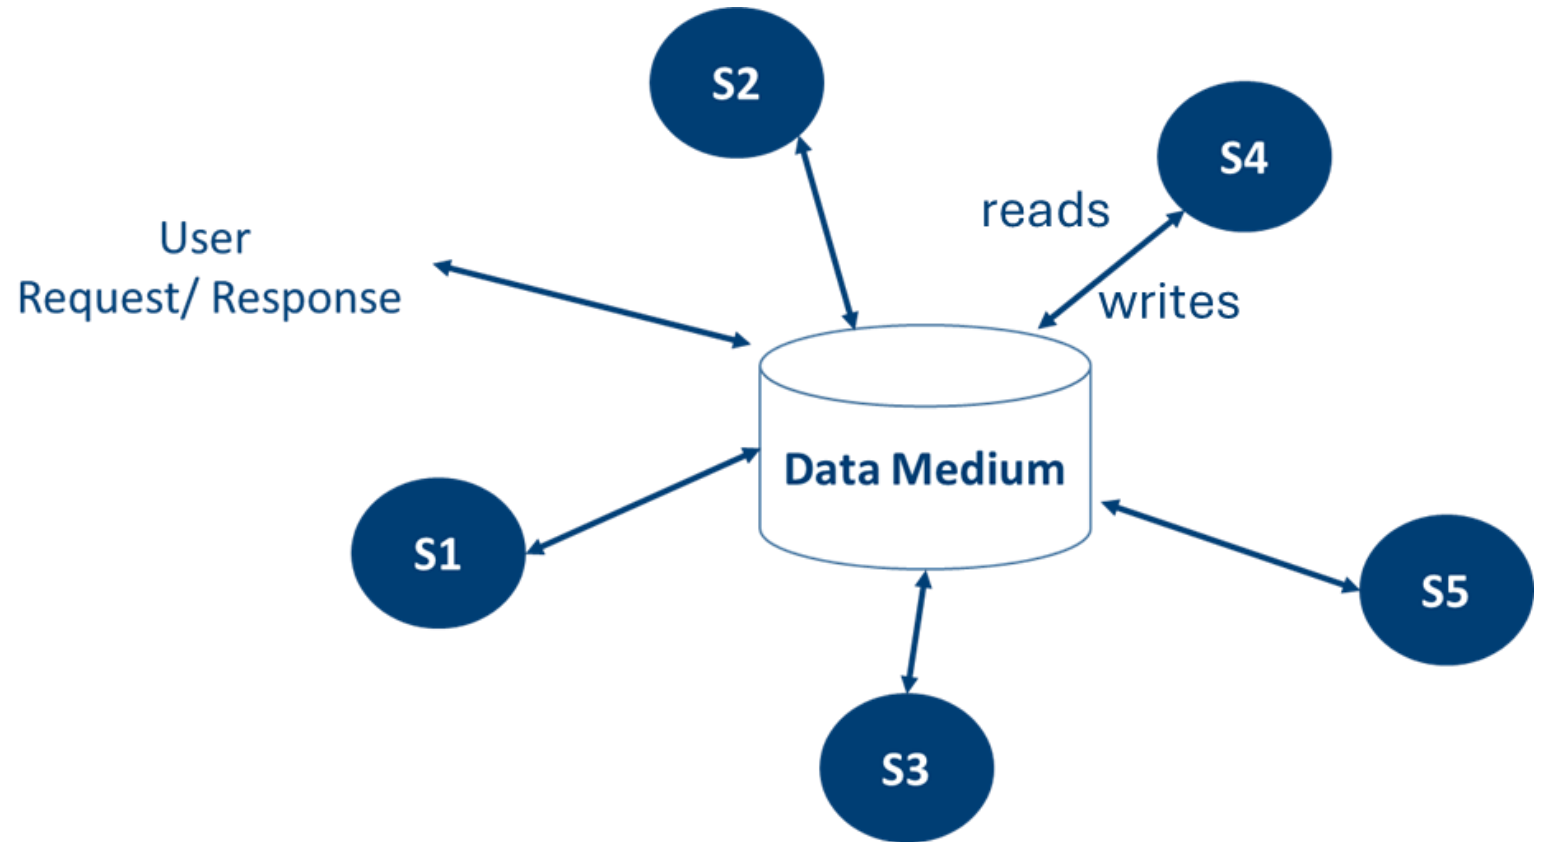 S2
S4
reads
User
Request/ Response
writes
Data Medium
S1
S5
S3